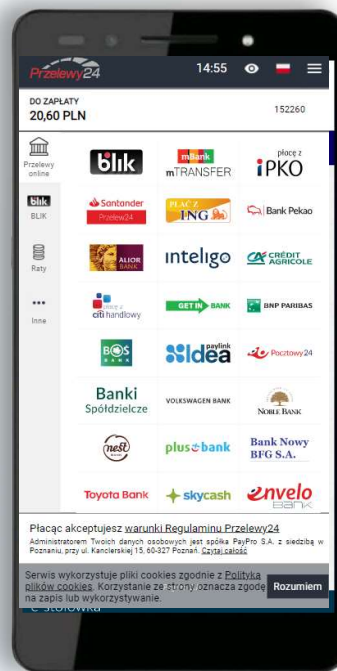 Przelewy24
14:55
DO ZAPŁATY
20,60 PLN
152260
Przelewy
online
blik
BLIK
Raty
Inne
blik
mBank
mTRANSFER
płacę z
iPKO
Santander
Przelew24
PŁAĆ Z
ING
Bank Pekao
ALIOR
BANK
inteligo
CRÉDIT
AGRICOLE
płacę z
citi handlowy
GET IN BANK
BNP PARIBAS
BOŚ
BANK
paylink
Idea
Pocztowy24
Banki
Spółdzielcze
VOLKSWAGEN BANK
NOBLE BANK
nest
plus bank
Bank Nowy
BFG S.A.
Toyota Bank
skycash
envelo
BANK
Płacąc akceptujesz warunki Regulaminu Przelewy24
Administratorem Twoich danych osobowych jest spółka PayPro S.A. z siedzibą w
Poznaniu, przy ul. Kanclerskiej 15, 60-327 Poznań. Czytaj całość
Serwis wykorzystuje pliki cookies zgodnie z Polityką
plików cookies. Korzystanie ze strony oznacza zgodę
na zapis lub wykorzystywanie.
Rozumiem
e-stołówka